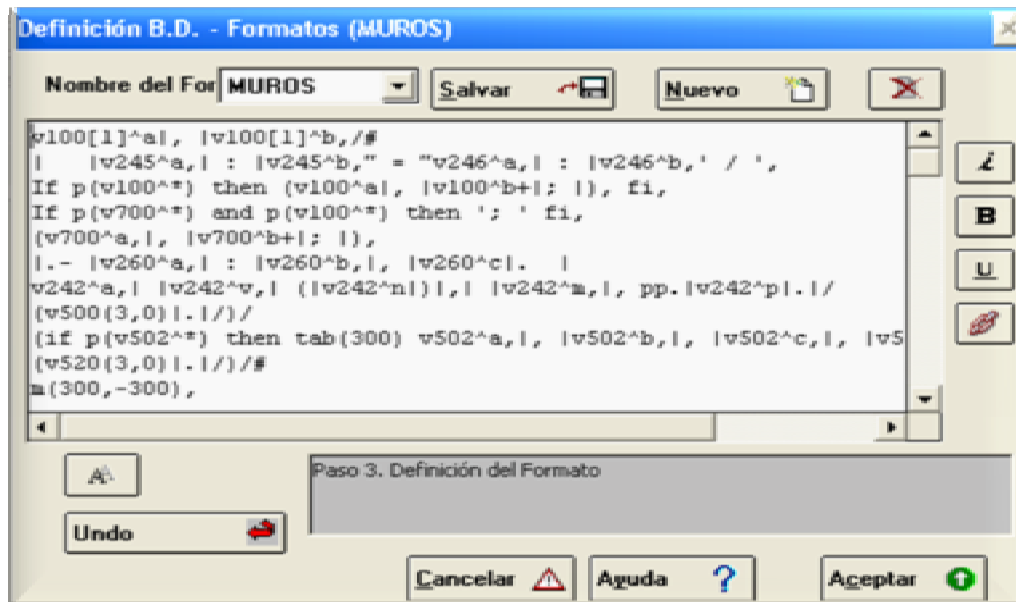 Definición B.D. - Formatos (MUROS)
Nombre del For MUROS Salvar Nuevo
v100[1]^a|, |v100[1]^b,/#
|   |v245^a,| : |v245^b," = "v246^a,| : |v246^b,' / ',
If p(v100^*) then (v100^a|, |v100^b+|; |), fi,
If p(v700^*) and p(v100^*) then '; ' fi,
(v700^a,|, |v700^b+|; |),
|.- |v260^a,| : |v260^b,|, |v260^c|.  |
v242^a,| |v242^v,| (|v242^n|)|,| |v242^m,|, pp.|v242^p|.|/
(v500(3,0)|.|/)/
(if p(v502^*) then tab(300) v502^a,|, |v502^b,|, |v502^c,|, |v5
(v520(3,0)|.|/)/#
m(300,-300),
i
B
U
A
Paso 3. Definición del Formato
Undo
Cancelar Ayuda ? Aceptar